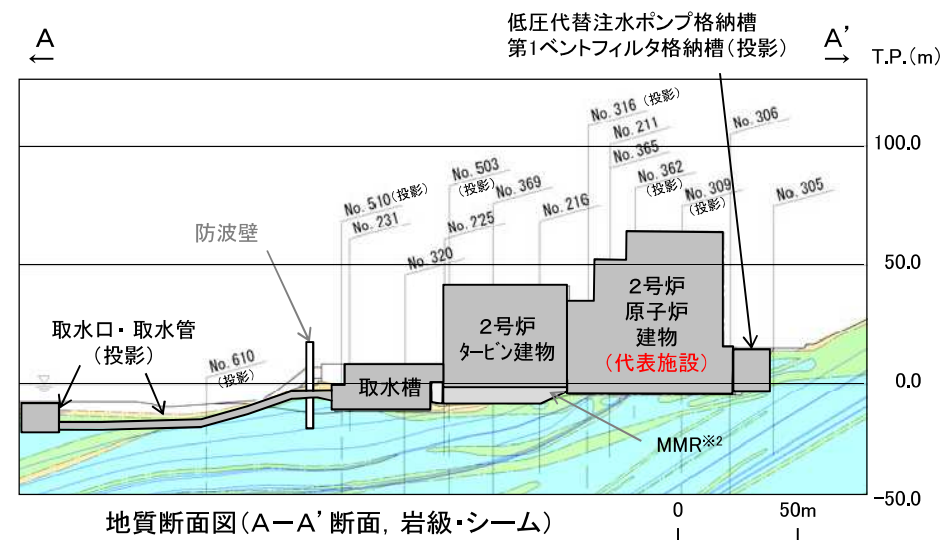 低圧代替注水ポンプ格納槽
第1ベントフィルタ格納槽(投影)
A
A’
T.P.(m)
No. 316 (投影)
No. 211
No. 306
100.0
No. 365
No. 503
(投影)
No. 362
(投影)
No. 510(投影)
No. 369
No. 309
(投影)
No. 305
No. 231
No. 225
No. 216
防波壁
No. 320
50.0
2号炉
原子炉
建物
(代表施設)
2号炉
タービン建物
取水口・取水管
(投影)
No. 610
(投影)
取水槽
0.0
MMR※2
-50.0
地質断面図(A-A’断面, 岩級・シーム)
0
50m